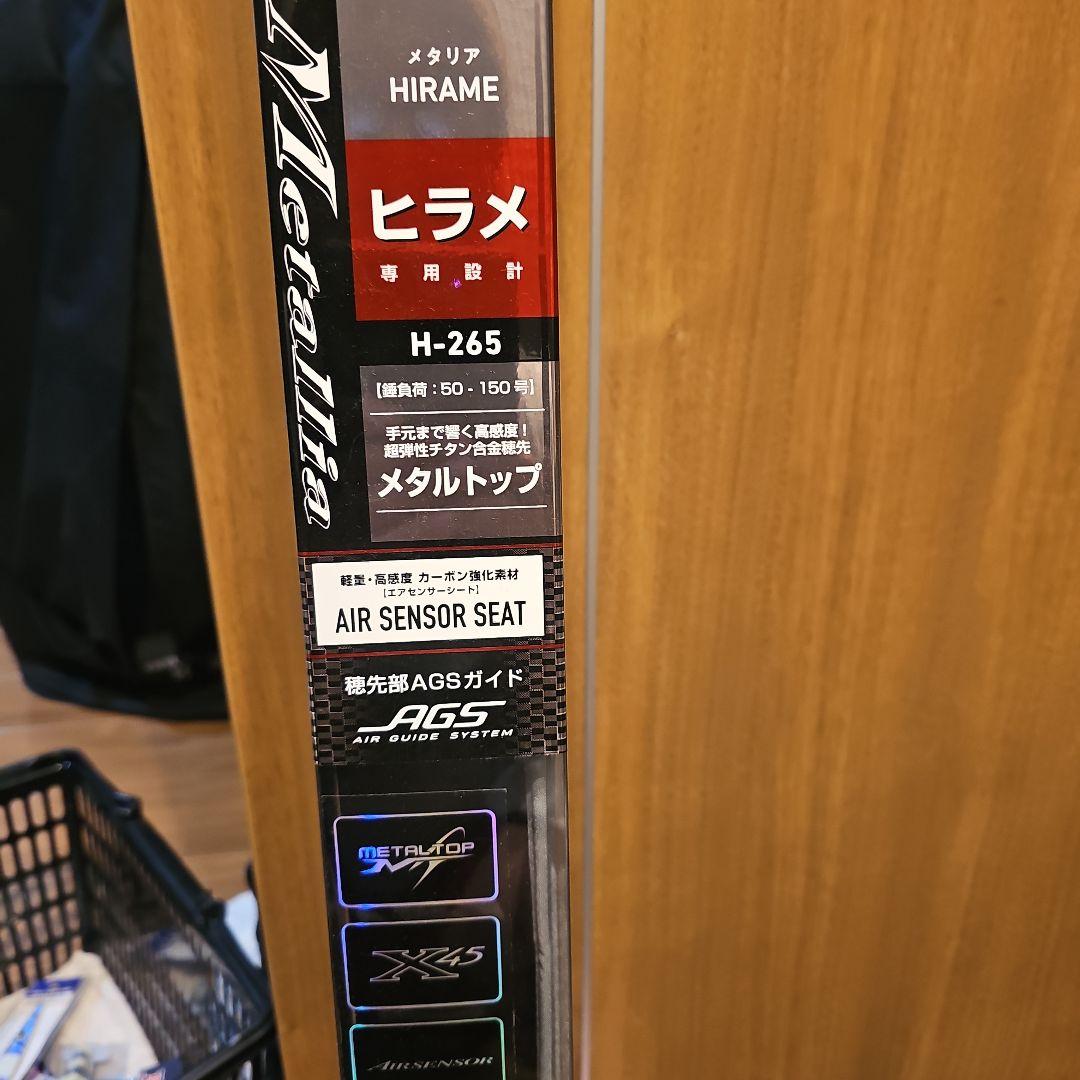 Metallia
メタリア
HIRAME
ヒラメ
専用設計
H-265
【錘負荷：50 - 150号】
手元まで響く高感度！
超弾性チタン合金穂先
メタルトップ
軽量・高感度 カーボン強化素材
【エアセンサーシート】
AIR SENSOR SEAT
穂先部AGSガイド
AGS
AIR GUIDE SYSTEM
METALTOP
MT
X45
AIRSENSOR